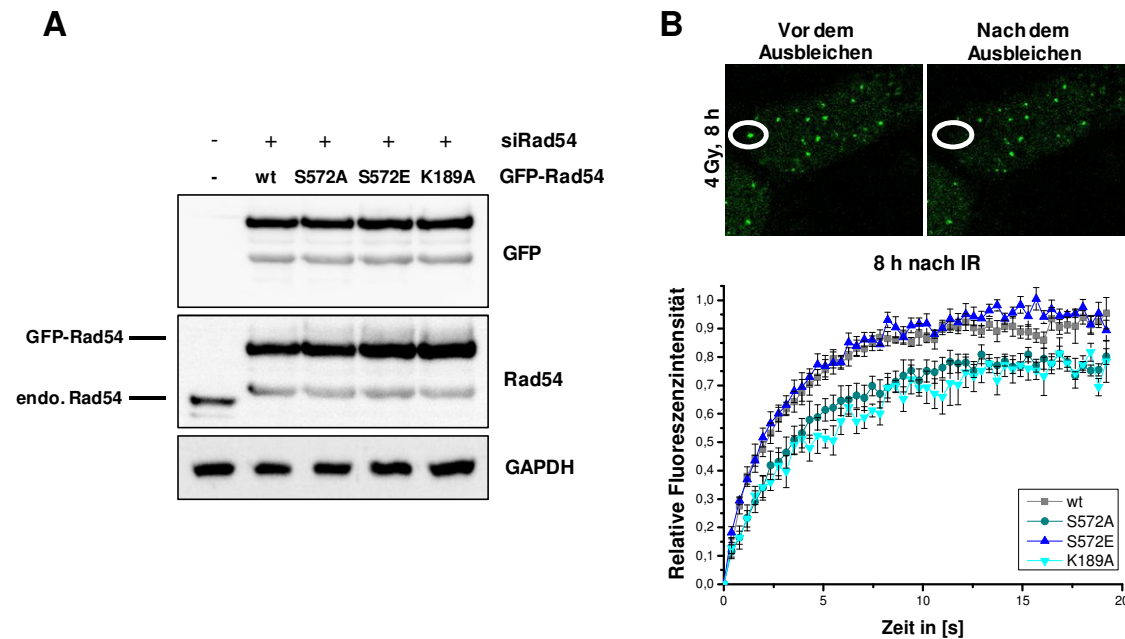 A
- + + + + siRad54
- wt S572A S572E K189A GFP-Rad54
GFP
GFP-Rad54
Rad54
endo. Rad54
GAPDH
B
Vor dem
Ausbleichen
Nach dem
Ausbleichen
4 Gy, 8 h
8 h nach IR
Relative Fluoreszenzintensität
1,0
0,9
0,8
0,7
0,6
0,5
0,4
0,3
0,2
0,1
0,0
0 5 10 15 20
Zeit in [s]
wt
S572A
S572E
K189A